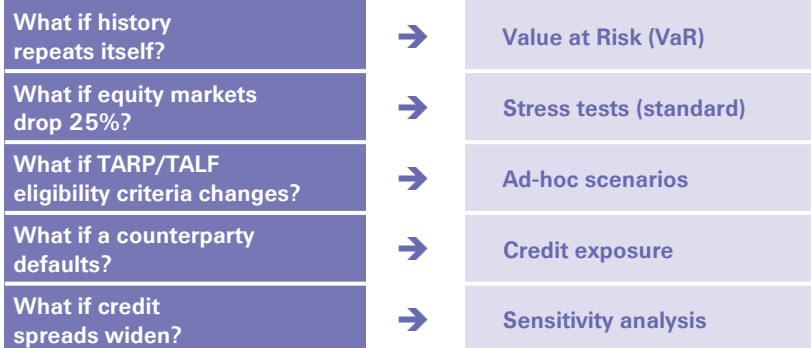 What if history
repeats itself?
➔
Value at Risk (VaR)
What if equity markets
drop 25%?
➔
Stress tests (standard)
What if TARP/TALF
eligibility criteria changes?
➔
Ad-hoc scenarios
What if a counterparty
defaults?
➔
Credit exposure
What if credit
spreads widen?
➔
Sensitivity analysis